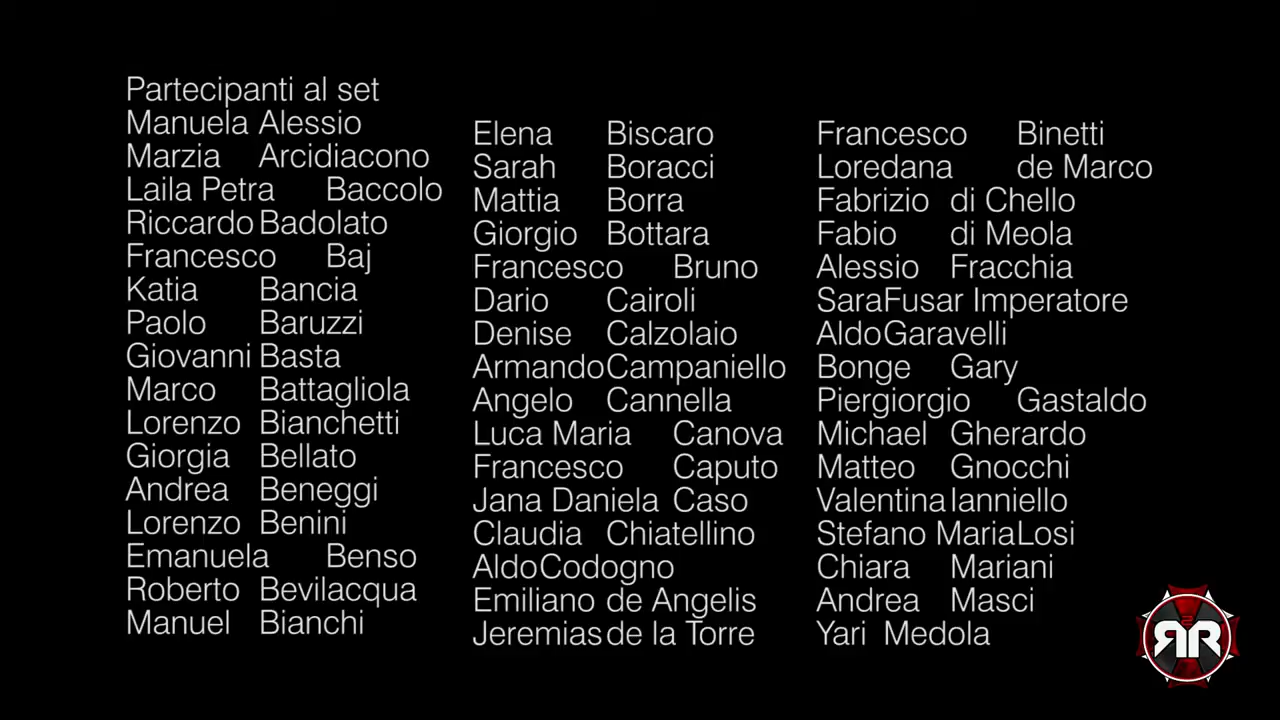 Partecipanti al set
Manuela Alessio
Marzia Arcidiacono
Laila Petra Baccolo
Riccardo Badolato
Francesco Baj
Katia Bancia
Paolo Baruzzi
Giovanni Basta
Marco Battagliola
Lorenzo Bianchetti
Giorgia Bellato
Andrea Beneggi
Lorenzo Benini
Emanuela Benso
Roberto Bevilacqua
Manuel Bianchi
Elena Biscaro
Sarah Boracci
Mattia Borra
Giorgio Bottara
Francesco Bruno
Dario Cairoli
Denise Calzolaio
Armando Campaniello
Angelo Cannella
Luca Maria Canova
Francesco Caputo
Jana Daniela Caso
Claudia Chiatellino
AldoCodogno
Emiliano de Angelis
Jeremias de la Torre
Francesco Binetti
Loredana de Marco
Fabrizio di Chello
Fabio di Meola
Alessio Fracchia
SaraFusar Imperatore
AldoGaravelli
Bonge Gary
Piergiorgio Gastaldo
Michael Gherardo
Matteo Gnocchi
Valentina Ianniello
Stefano MariaLosi
Chiara Mariani
Andrea Masci
Yari Medola
RR